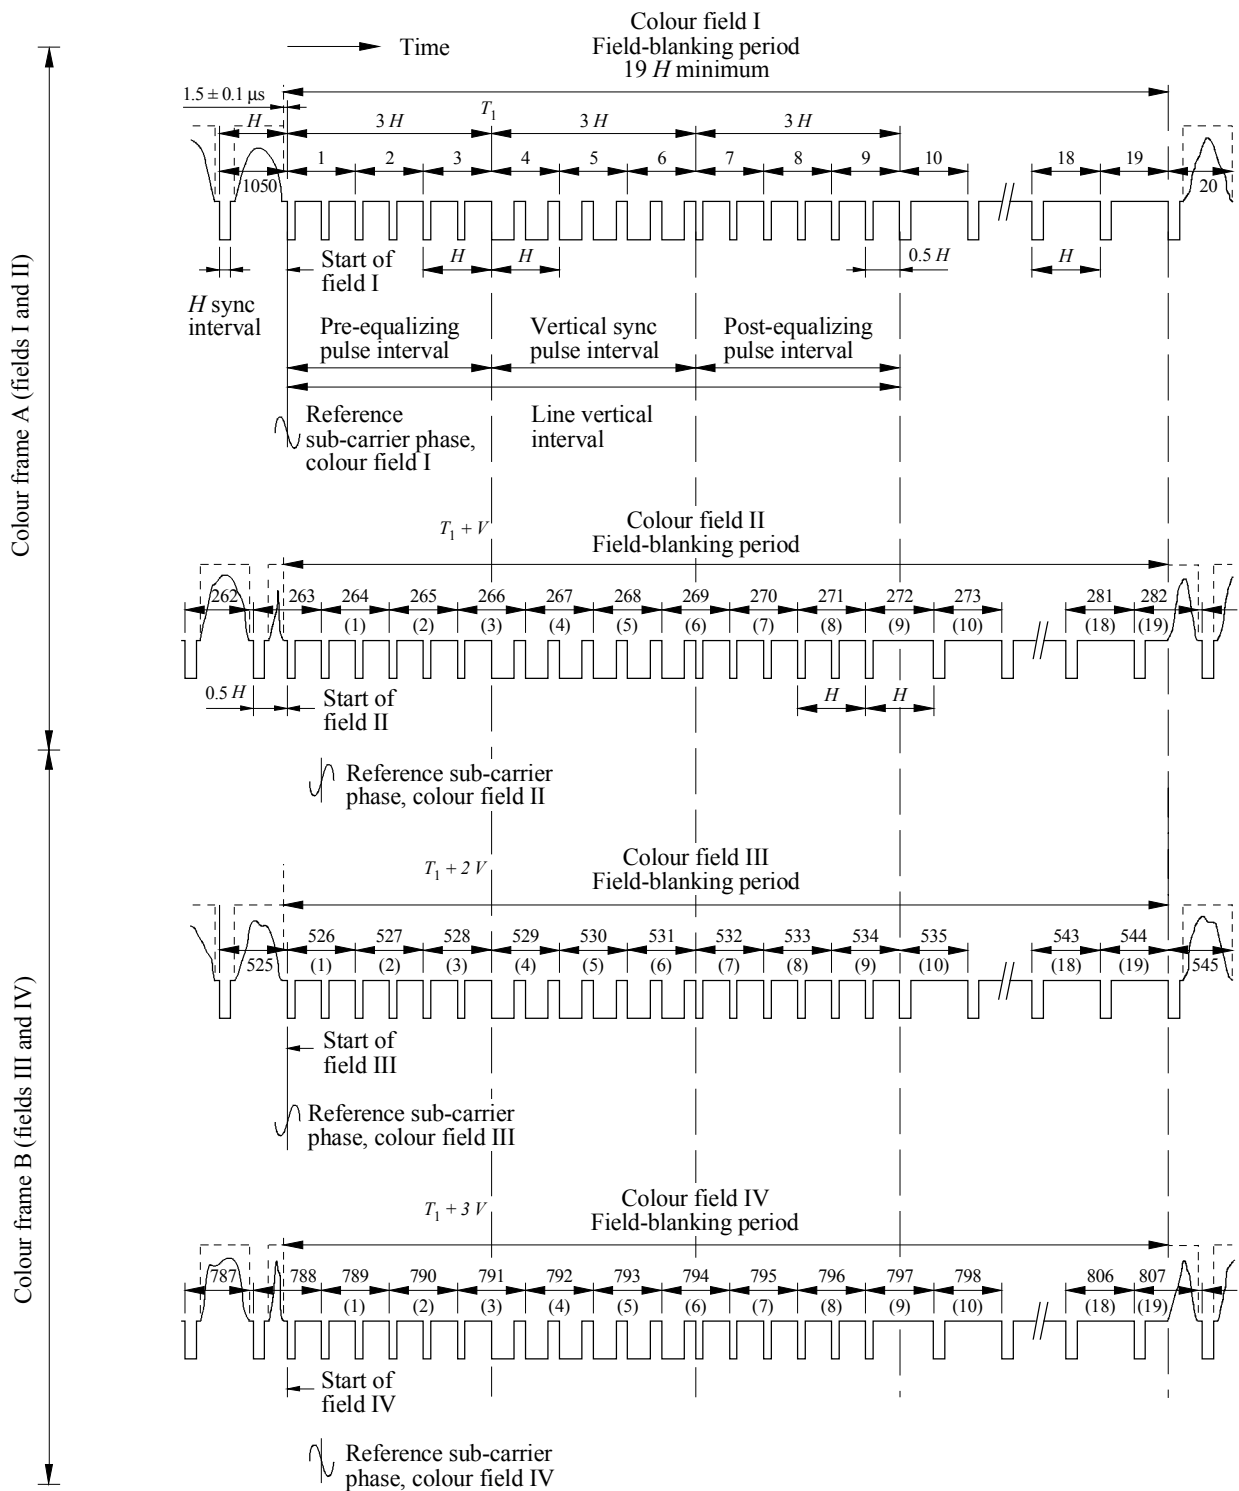 Colour field I
Time
Field-blanking period
19 H minimum
1.5 ± 0.1 µs
T1
H 3 H 3 H 3 H
1 2 3 4 5 6 7 8 9 10 18 19
1050 20
Start of
field I
H H 0.5 H H
H sync
interval
Pre-equalizing
pulse interval
Vertical sync
pulse interval
Post-equalizing
pulse interval
Reference
sub-carrier phase,
colour field I
Line vertical
interval
Colour frame A (fields I and II)
T1 + V
Colour field II
Field-blanking period
262 263 264 265 266 267 268 269 270 271 272 273 281 282
(1) (2) (3) (4) (5) (6) (7) (8) (9) (10) (18) (19)
0.5 H
Start of
field II
H H
Reference sub-carrier
phase, colour field II
T1 + 2 V
Colour field III
Field-blanking period
526 527 528 529 530 531 532 533 534 535 543 544
525 (1) (2) (3) (4) (5) (6) (7) (8) (9) (10) (18) (19) 545
Start of
field III
Reference sub-carrier
phase, colour field III
Colour frame B (fields III and IV)
T1 + 3 V
Colour field IV
Field-blanking period
787 788 789 790 791 792 793 794 795 796 797 798 806 807
(1) (2) (3) (4) (5) (6) (7) (8) (9) (10) (18) (19)
Start of
field IV
Reference sub-carrier
phase, colour field IV